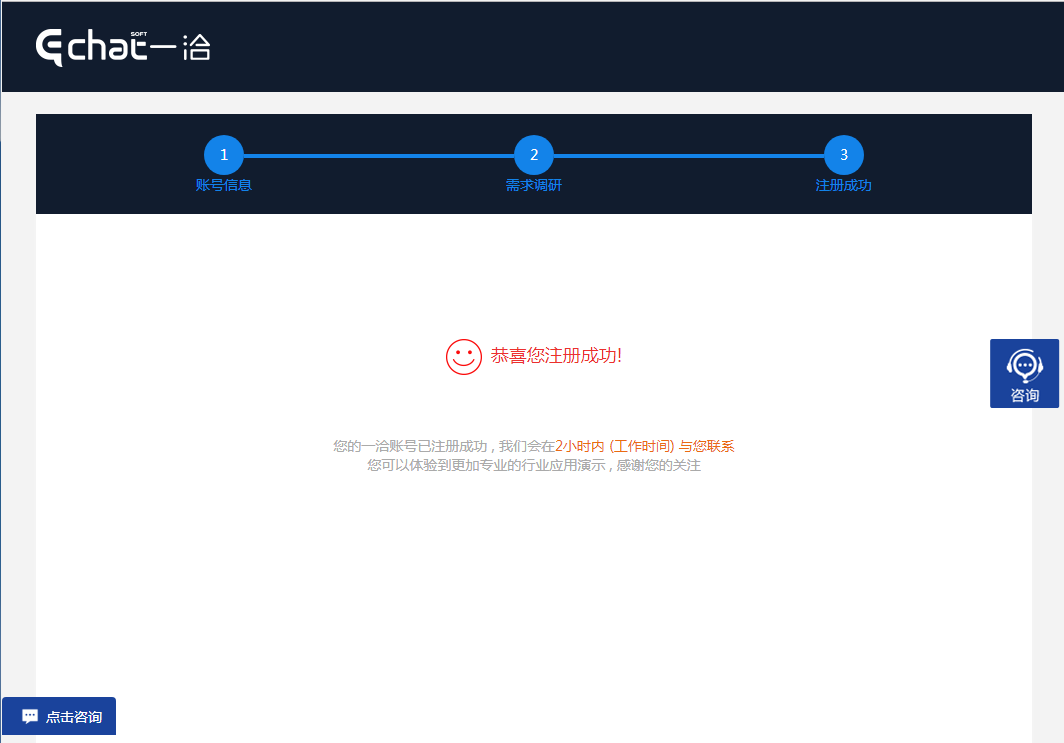 Echat SOFT 一洽
1 2 3
账号信息 需求调研 注册成功
恭喜您注册成功!
咨询
您的一洽账号已注册成功 , 我们会在2小时内 (工作时间) 与您联系
您可以体验到更加专业的行业应用演示 , 感谢您的关注
点击咨询